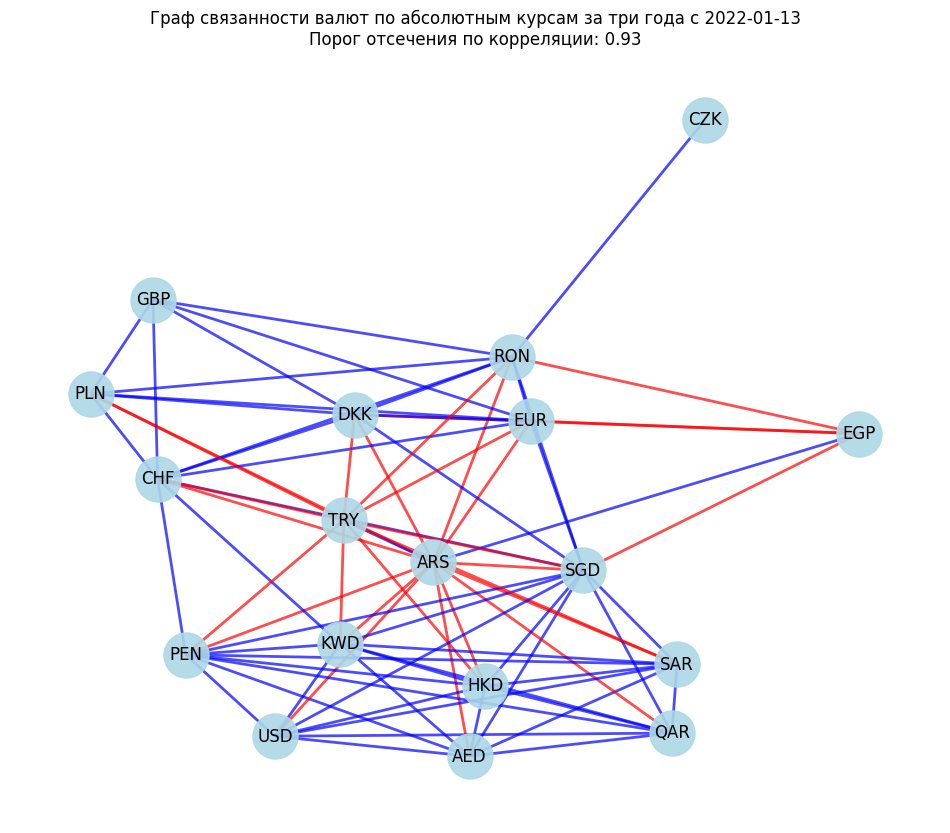 Граф связанности валют по абсолютным курсам за три года с 2022-01-13
Порог отсечения по корреляции: 0.93
CZK
GBP
RON
PLN
DKK
EUR
EGP
CHF
TRY
ARS
SGD
KWD
PEN
SAR
HKD
USD
QAR
AED